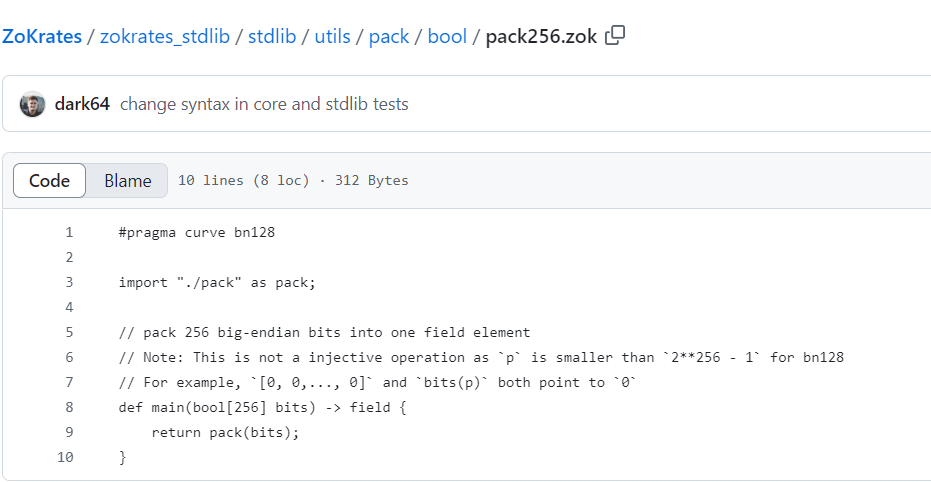 ZoKrates / zokrates_stdlib / stdlib / utils / pack / bool / pack256.zok
dark64 change syntax in core and stdlib tests
Code Blame 10 lines (8 loc) · 312 Bytes
1 #pragma curve bn128
2
3 import "./pack" as pack;
4
5 // pack 256 big-endian bits into one field element
6 // Note: This is not a injective operation as `p` is smaller than `2**256 - 1` for bn128
7 // For example, `[0, 0,..., 0]` and `bits(p)` both point to `0`
8 def main(bool[256] bits) -> field {
9     return pack(bits);
10 }